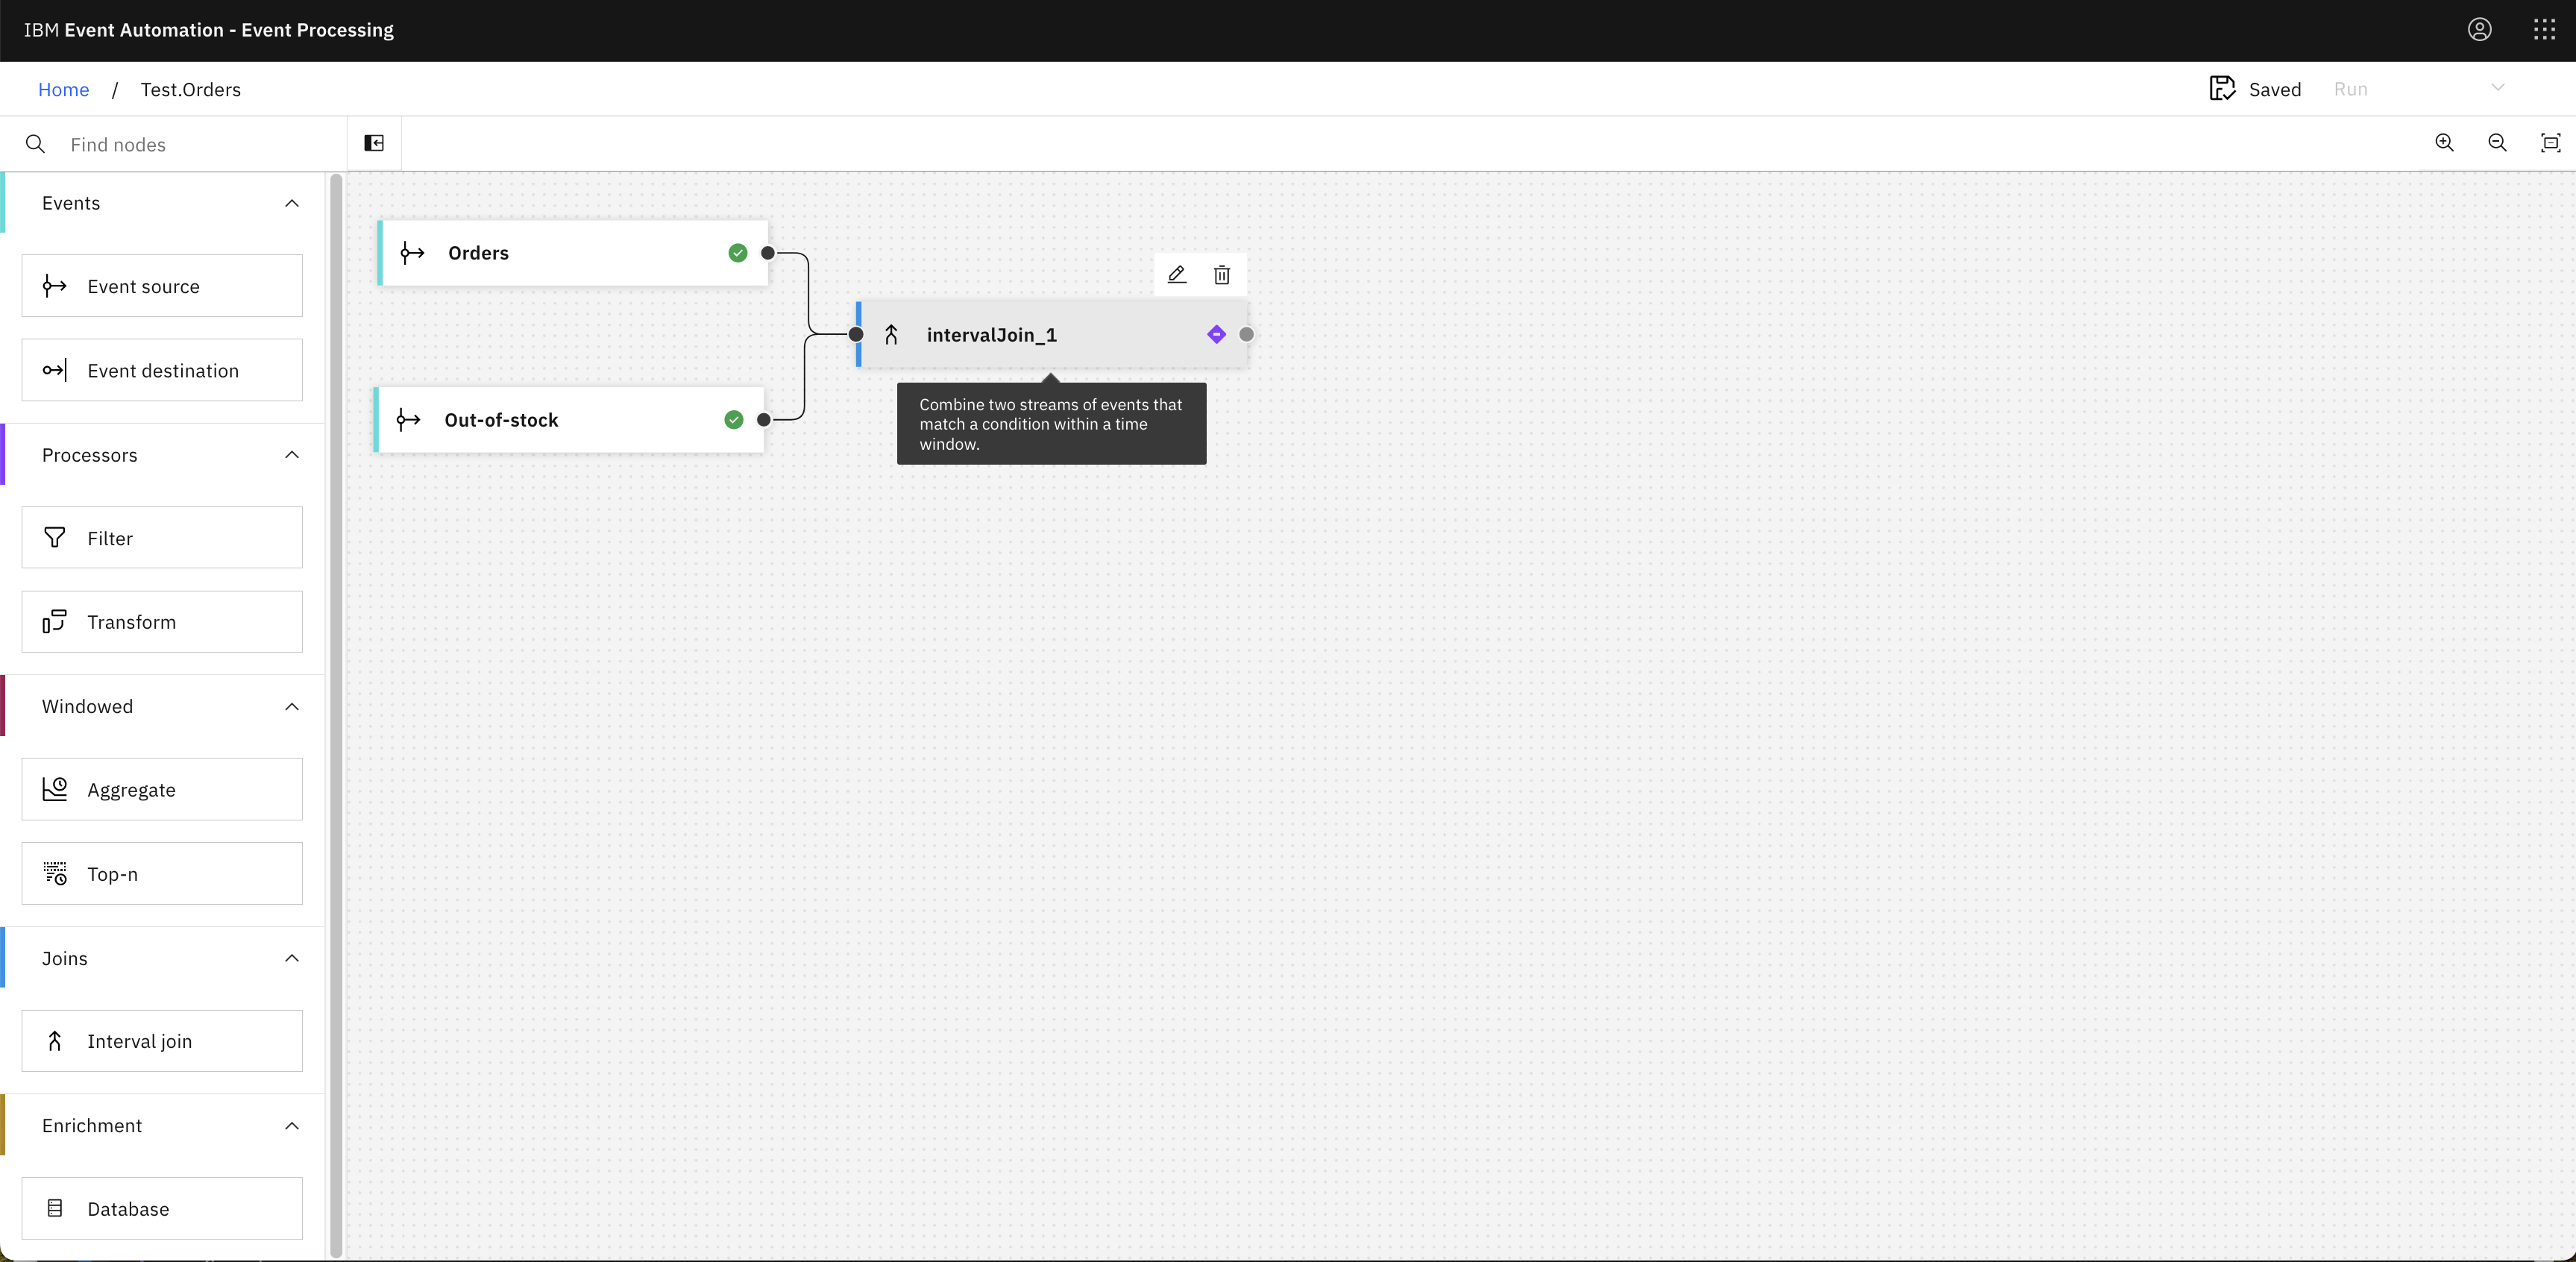 IBM Event Automation - Event Processing
Home / Test.Orders
Saved
Run
Find nodes
Events
Event source
Event destination
Processors
Filter
Transform
Windowed
Aggregate
Top-n
Joins
Interval join
Enrichment
Database
Orders
intervalJoin_1
Out-of-stock
Combine two streams of events that
match a condition within a time
window.